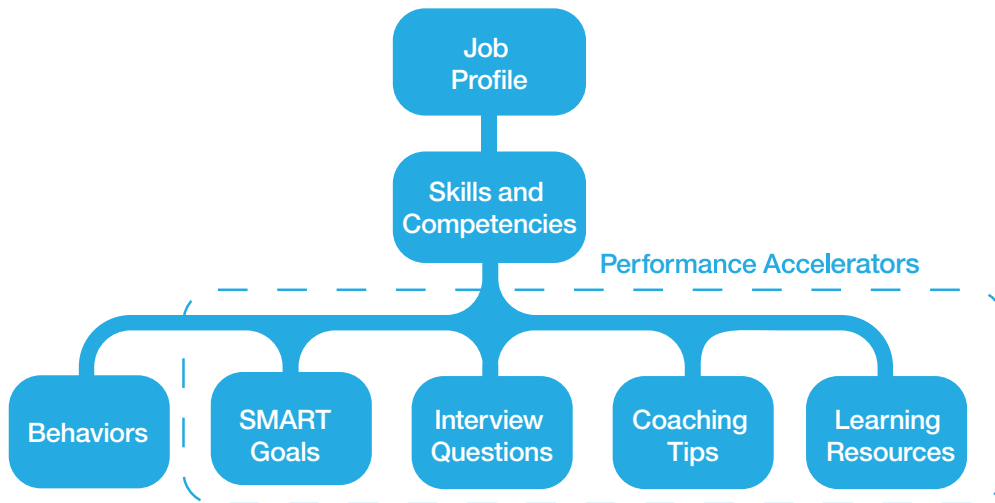 Job
Profile
Skills and
Competencies
Performance Accelerators
Behaviors
SMART
Goals
Interview
Questions
Coaching
Tips
Learning
Resources